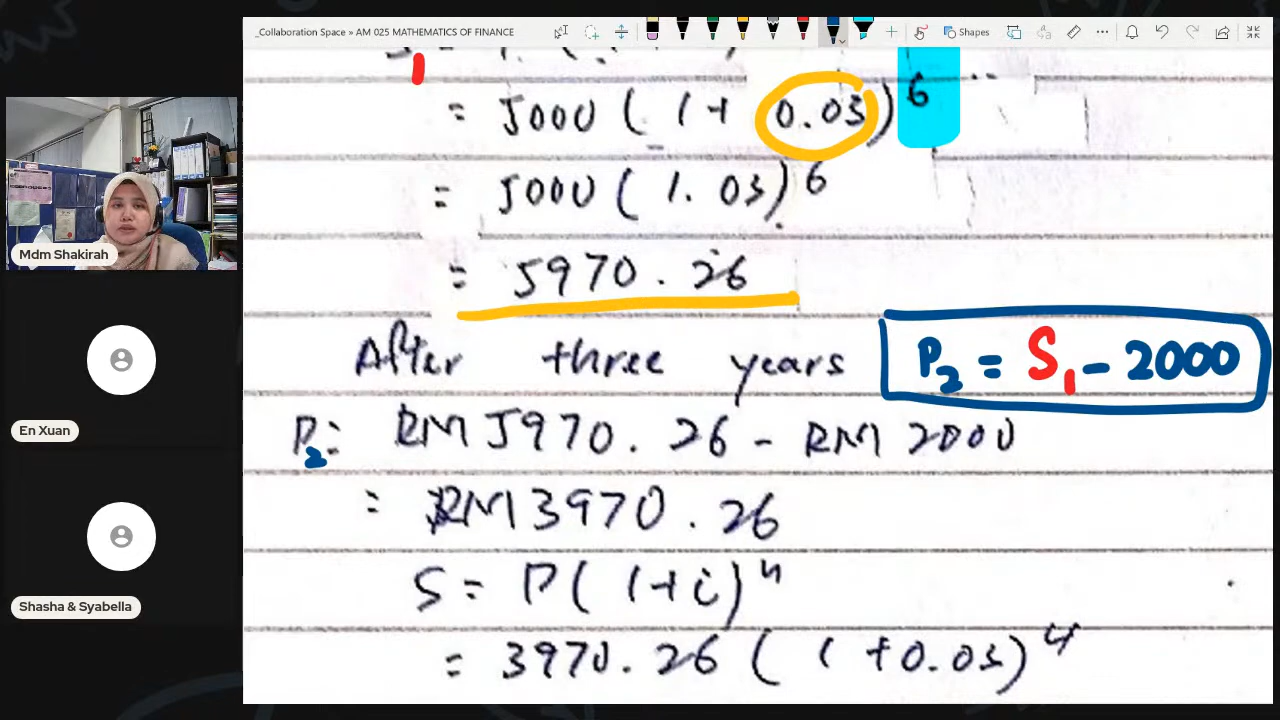 _Collaboration Space » AM 025 MATHEMATICS OF FINANCE
Shapes
1
= 5000 ( 1 + 0.03 )^6
= 5000 ( 1.03 )^6
= 5970.26
After three years
P2 = S1 - 2000
P2 = RM 5970.26 - RM 2000
= RM 3970.26
S = P ( 1 + i )^n
= 3970.26 ( 1 + 0.03 )^4
Mdm Shakirah
En Xuan
Shasha & Syabella